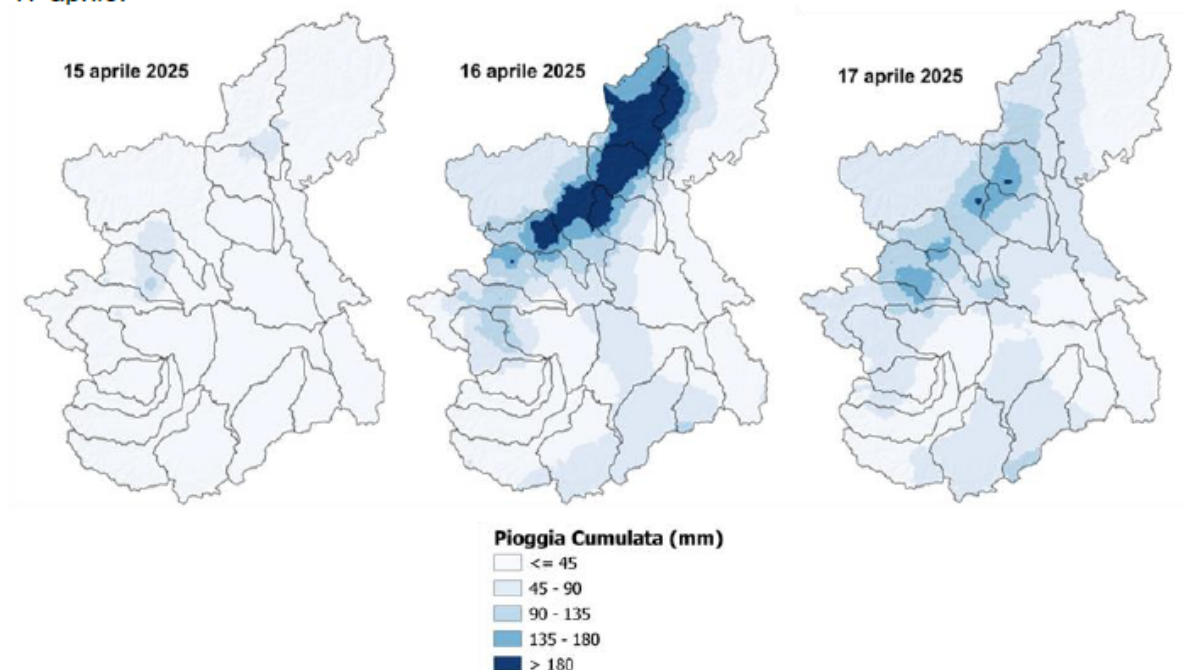 15 aprile 2025
16 aprile 2025
17 aprile 2025
Pioggia Cumulata (mm)
<= 45
45 - 90
90 - 135
135 - 180
> 180